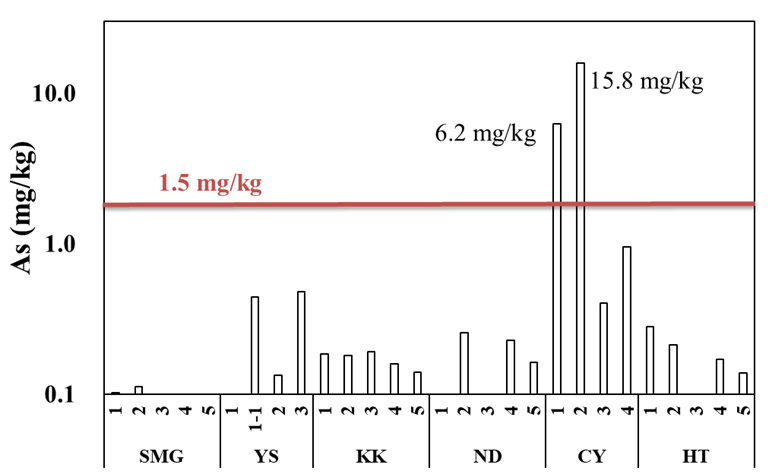 10.0
15.8 mg/kg
6.2 mg/kg
1.5 mg/kg
As (mg/kg)
1.0
0.1
1 2 3 4 5 1 1-1 2 3 1 2 3 4 5 1 2 3 4 5 1 2 3 4 1 2 3 4 5
SMG YS KK ND CY HT